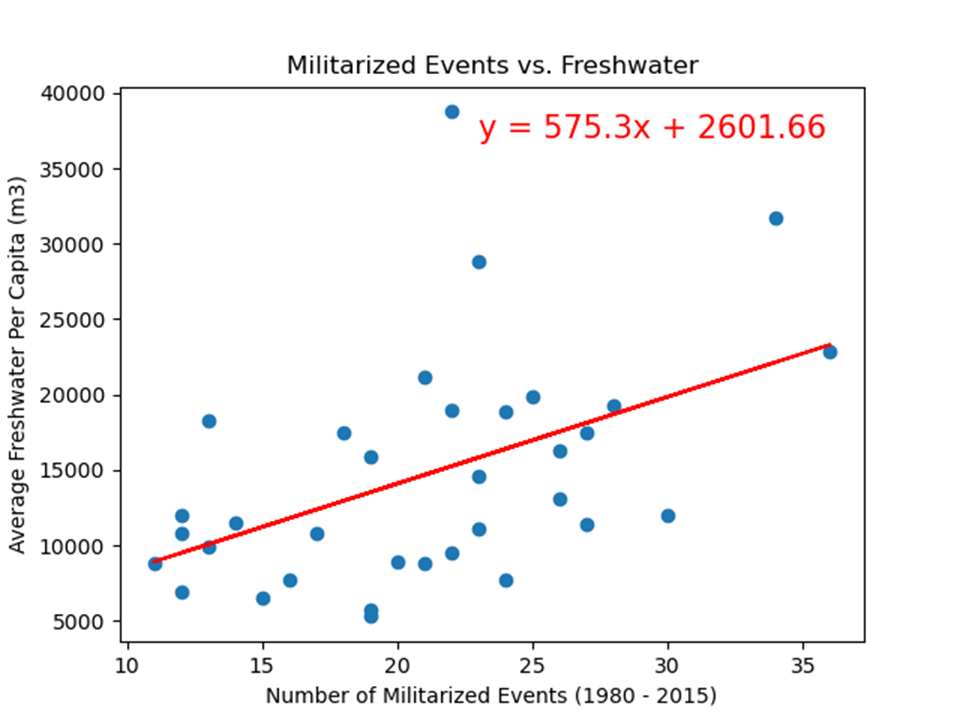 Militarized Events vs. Freshwater
y = 575.3x + 2601.66
Average Freshwater Per Capita (m3)
40000
35000
30000
25000
20000
15000
10000
5000
10 15 20 25 30 35
Number of Militarized Events (1980 - 2015)